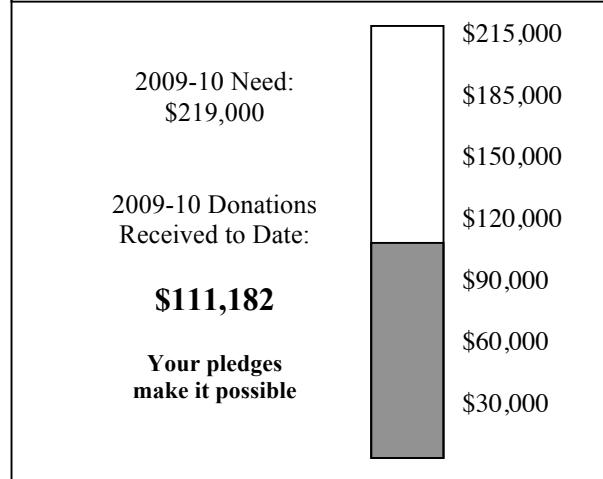 2009-10 Need:
$219,000
2009-10 Donations
Received to Date:
$111,182
Your pledges
make it possible
$215,000
$185,000
$150,000
$120,000
$90,000
$60,000
$30,000